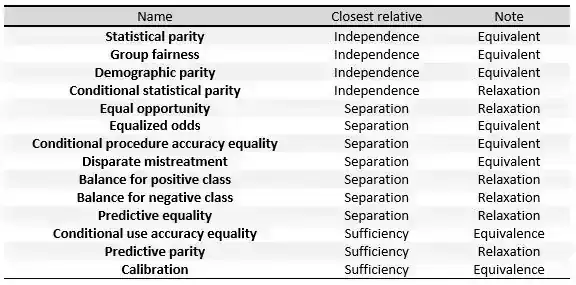 Name Closest relative Note
Statistical parity Independence Equivalent
Group fairness Independence Equivalent
Demographic parity Independence Equivalent
Conditional statistical parity Independence Relaxation
Equal opportunity Separation Relaxation
Equalized odds Separation Equivalent
Conditional procedure accuracy equality Separation Equivalent
Disparate mistreatment Separation Equivalent
Balance for positive class Separation Relaxation
Balance for negative class Separation Relaxation
Predictive equality Separation Relaxation
Conditional use accuracy equality Sufficiency Equivalence
Predictive parity Sufficiency Relaxation
Calibration Sufficiency Equivalence